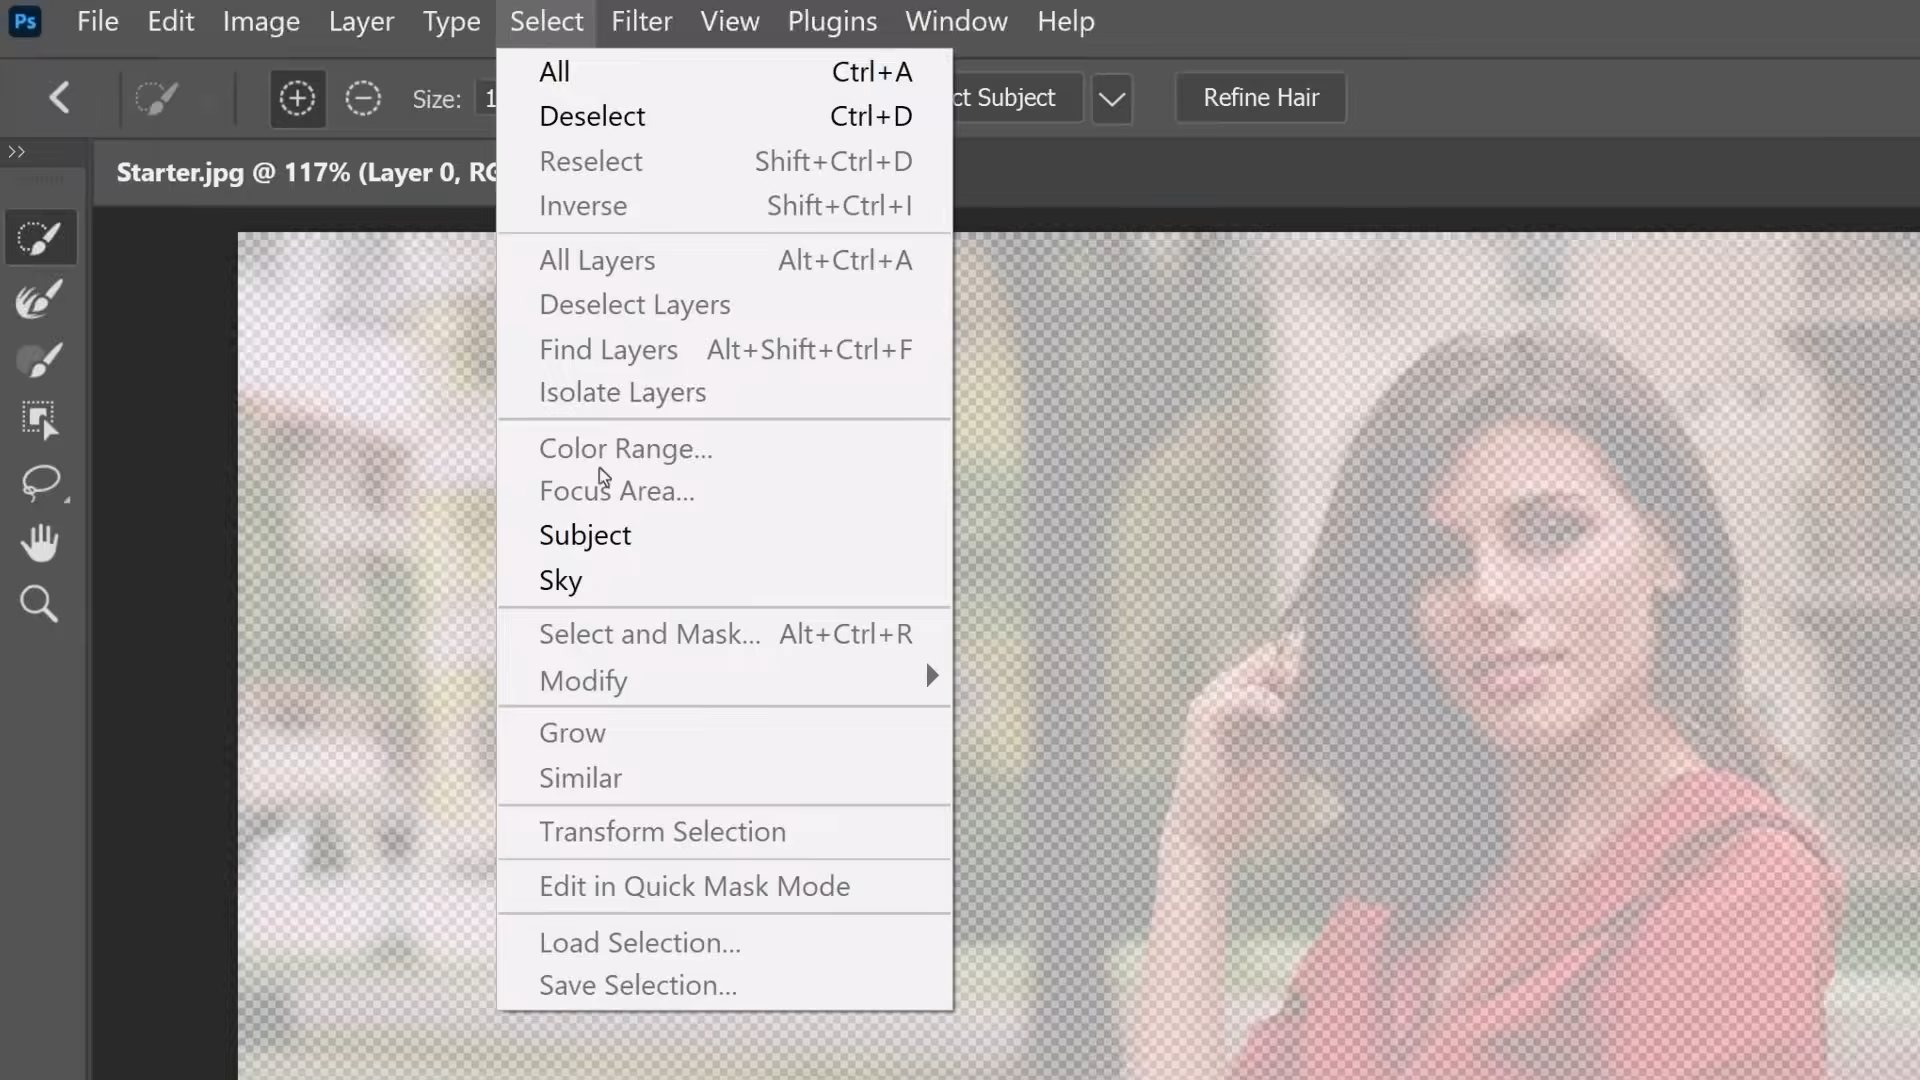 Ps File Edit Image Layer Type Select Filter View Plugins Window Help
Size: 1
ct Subject
Refine Hair
Starter.jpg @ 117% (Layer 0, RG
All Ctrl+A
Deselect Ctrl+D
Reselect Shift+Ctrl+D
Inverse Shift+Ctrl+I
All Layers Alt+Ctrl+A
Deselect Layers
Find Layers Alt+Shift+Ctrl+F
Isolate Layers
Color Range...
Focus Area...
Subject
Sky
Select and Mask... Alt+Ctrl+R
Modify
Grow
Similar
Transform Selection
Edit in Quick Mask Mode
Load Selection...
Save Selection...